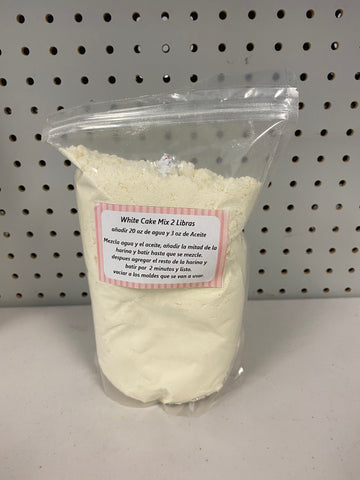 White Cake Mix 2 Libras
añadir 20 oz de agua y 3 oz de Aceite
Mezcla agua y el aceite, añadir la mitad de la
harina y batir hasta que se mezcle.
despues agregar el resto de la harina y
batir por 2 minutos y listo.
vaciar a los moldes que se van a usar.